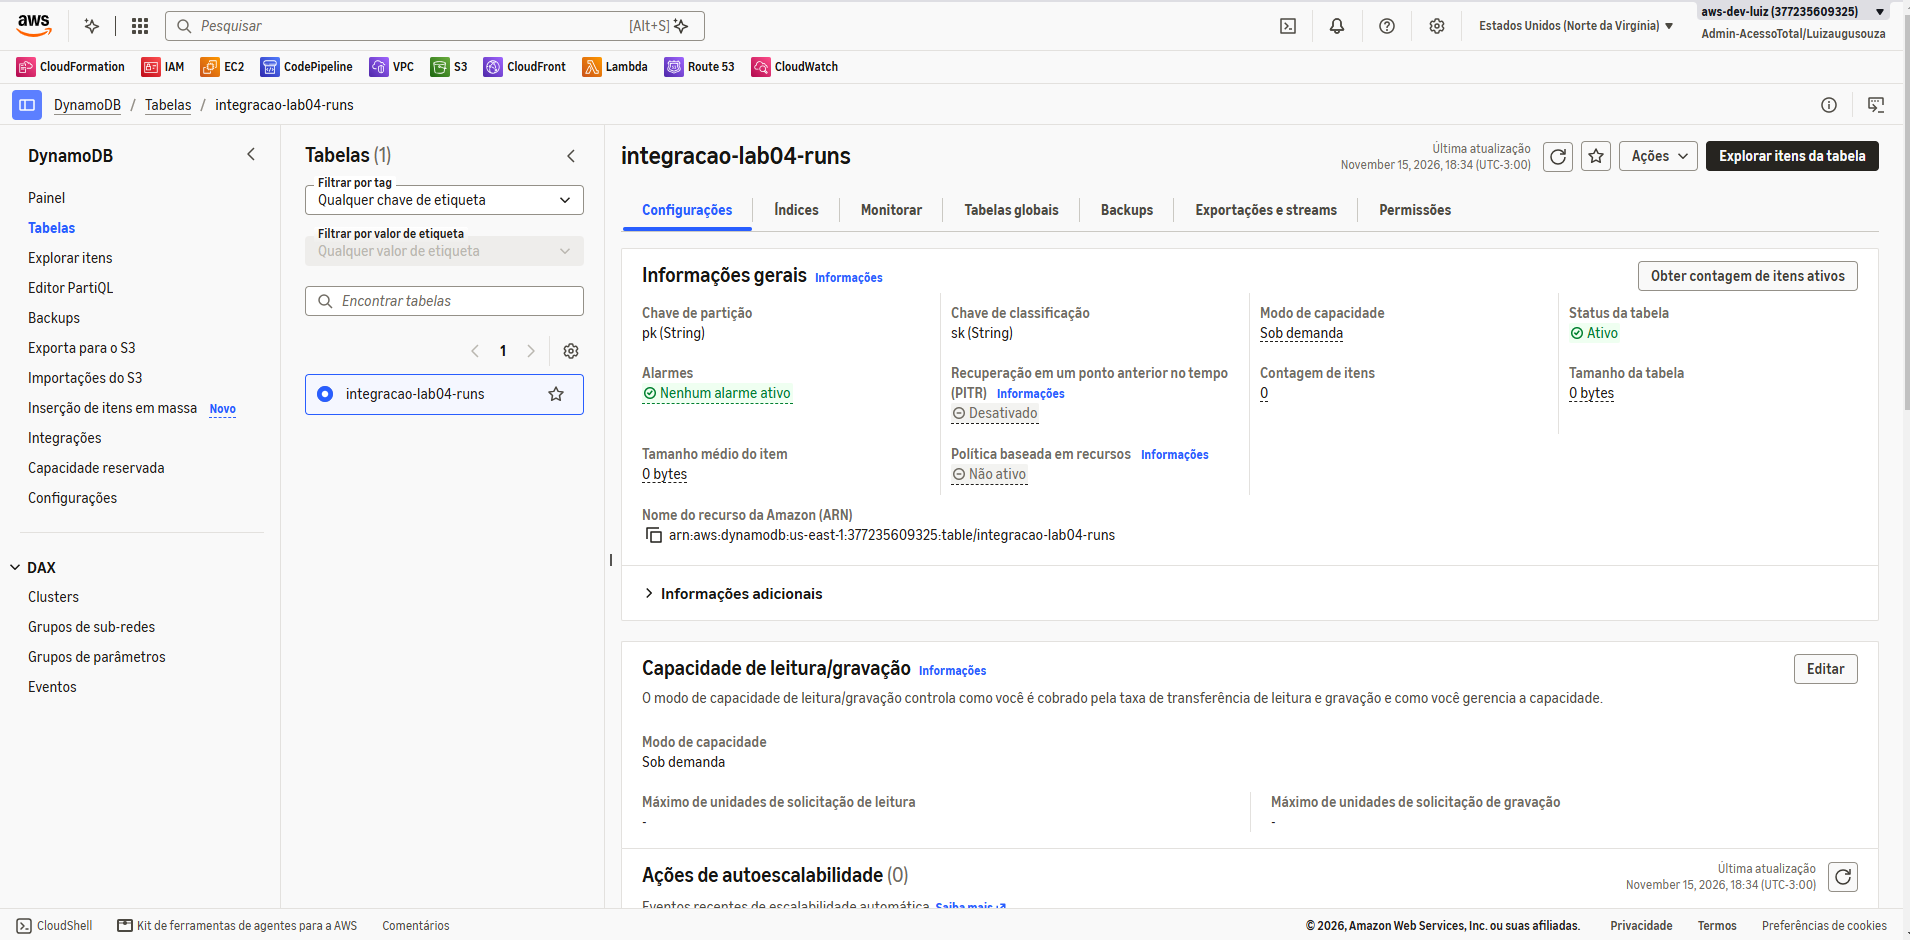 aws
Pesquisar
[Alt+S]
Estados Unidos (Norte da Virgínia)
aws-dev-luiz (377235609325)
Admin-AcessoTotal/Luizaugusouza
CloudFormation
IAM
EC2
CodePipeline
VPC
S3
CloudFront
Lambda
Route 53
CloudWatch
DynamoDB / Tabelas / integracao-lab04-runs
DynamoDB
Painel
Tabelas
Explorar itens
Editor PartiQL
Backups
Exporta para o S3
Importações do S3
Inserção de itens em massa Novo
Integrações
Capacidade reservada
Configurações
DAX
Clusters
Grupos de sub-redes
Grupos de parâmetros
Eventos
Tabelas (1)
Filtrar por tag
Qualquer chave de etiqueta
Filtrar por valor de etiqueta
Qualquer valor de etiqueta
Encontrar tabelas
1
integracao-lab04-runs
integracao-lab04-runs
Última atualização
November 15, 2026, 18:34 (UTC-3:00)
Ações
Explorar itens da tabela
Configurações
Índices
Monitorar
Tabelas globais
Backups
Exportações e streams
Permissões
Informações gerais Informações
Obter contagem de itens ativos
Chave de partição
pk (String)
Chave de classificação
sk (String)
Modo de capacidade
Sob demanda
Status da tabela
Ativo
Alarmes
Nenhum alarme ativo
Recuperação em um ponto anterior no tempo
(PITR) Informações
Desativado
Contagem de itens
0
Tamanho da tabela
0 bytes
Tamanho médio do item
0 bytes
Política baseada em recursos Informações
Não ativo
Nome do recurso da Amazon (ARN)
arn:aws:dynamodb:us-east-1:377235609325:table/integracao-lab04-runs
Informações adicionais
Capacidade de leitura/gravação Informações
Editar
O modo de capacidade de leitura/gravação controla como você é cobrado pela taxa de transferência de leitura e gravação e como você gerencia a capacidade.
Modo de capacidade
Sob demanda
Máximo de unidades de solicitação de leitura
-
Máximo de unidades de solicitação de gravação
-
Ações de autoescalabilidade (0)
Última atualização
November 15, 2026, 18:34 (UTC-3:00)
Eventos recentes de escalabilidade automática. Saiba mais
CloudShell
Kit de ferramentas de agentes para a AWS
Comentários
© 2026, Amazon Web Services, Inc. ou suas afiliadas.
Privacidade
Termos
Preferências de cookies